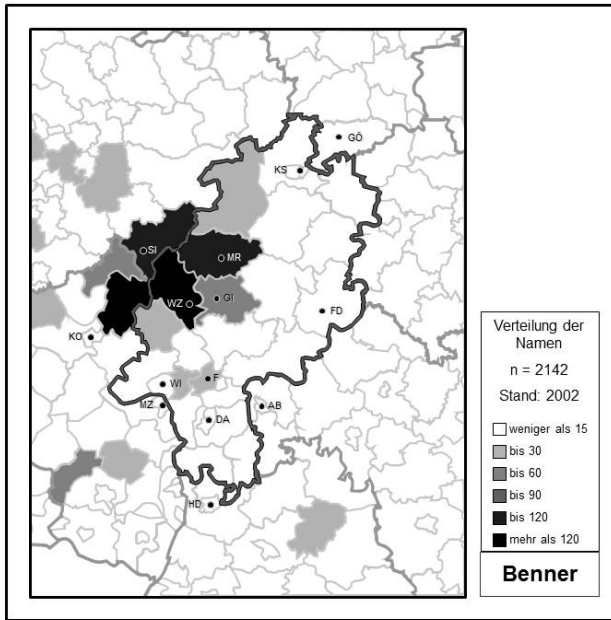 GÖ
KS
SI
MR
WZ
GI
FD
KO
WI
F
MZ
DA
AB
HD
Verteilung der
Namen
n = 2142
Stand: 2002
weniger als 15
bis 30
bis 60
bis 90
bis 120
mehr als 120
Benner